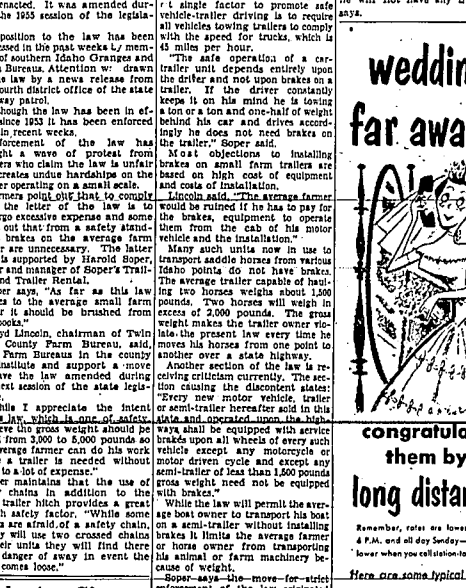 enacted. It was amended dur-
the 1955 session of the legisla-
position to the law has been
essed in the past weeks by mem-
of southern Idaho Granges and
Bureaus. Attention w drawn
e law by a news release from
ourth district office of the state
way patrol.
though the law has been in ef-
since 1953 it has been enforced
in recent weeks.
forcement of the law has
ght a wave of protest from
ers who claim the law is unfair
creates undue hardships on the
er operating on a small scale.
rmers point out that to comply
the letter of the law is to
rgo excessive expense and some
out that from a safety stand-
brakes on the average farm
r are unnecessary. The latter
is supported by Harold Soper,
r and manager of Soper's Trail-
nd Trailer Rental.
per says, "As far as this law
es to the average small farm
r it should be brushed from
ooks."
yd Lincoln, chairman of Twin
County Farm Bureau, said,
Farm Bureaus in the county
institute and support a move
ave the law amended during
ext session of the state legis-
e.
hile I appreciate the intent
s law, which is one of safety,
eve the gross weight should be
from 3,000 to 5,000 pounds so
verage farmer can do his work
a trailer is needed without
to a lot of expense."
er maintains that the use of
chains in addition to the
trailer hitch provides a great
safety factor. "While some
rs are afraid of a safety chain,
ey will use two crossed chains
eir units they will find there
danger of away in event the
comes loose."
t single factor to promote safe
vehicle-trailer driving is to require
all vehicles towing trailers to comply
with the speed for trucks, which is
45 miles per hour.
"The safe operation of a car-
trailer unit depends entirely upon
the driver and not upon brakes on a
trailer. If the driver constantly
keeps it on his mind he is towing
a ton or a ton and one-half of weight
behind his car and drives accord-
ingly he does not need brakes on
the trailer," Soper said.
Most objections to installing
brakes on small farm trailers are
based on high cost of equipment
and costs of installation.
Lincoln said, "The average farmer
would be ruined if he has to pay for
the brakes, equipment to operate
them from the cab of his motor
vehicle and the installation."
Many such units now in use to
transport saddle horses from various
Idaho points do not have brakes.
The average trailer capable of haul-
ing two horses weighs about 1,500
pounds. Two horses will weigh in
excess of 2,000 pounds. The gross
weight makes the trailer owner vio-
late the present law every time he
moves his horses from one point to
another over a state highway.
Another section of the law is re-
ceiving criticism currently. The sec-
tion causing the discontent states:
"Every new motor vehicle, trailer
or semi-trailer hereafter sold in this
state and operated upon the high-
ways shall be equipped with service
brakes upon all wheels of every such
vehicle except any motorcycle or
motor driven cycle and except any
semi-trailer of less than 1,500 pounds
gross weight need not be equipped
with brakes."
While the law will permit the aver-
age boat owner to transport his boat
on a semi-trailer without installing
brakes it limits the average farmer
or horse owner from transporting
his animal or farm machinery be-
cause of weight.
Soper says the move for strict
says.
weddin
far awa
congratula
them by
long distan
Remember, rates are lowe
6 P.M. and all day Sunday—
lower when you call station-to
Here are some typical